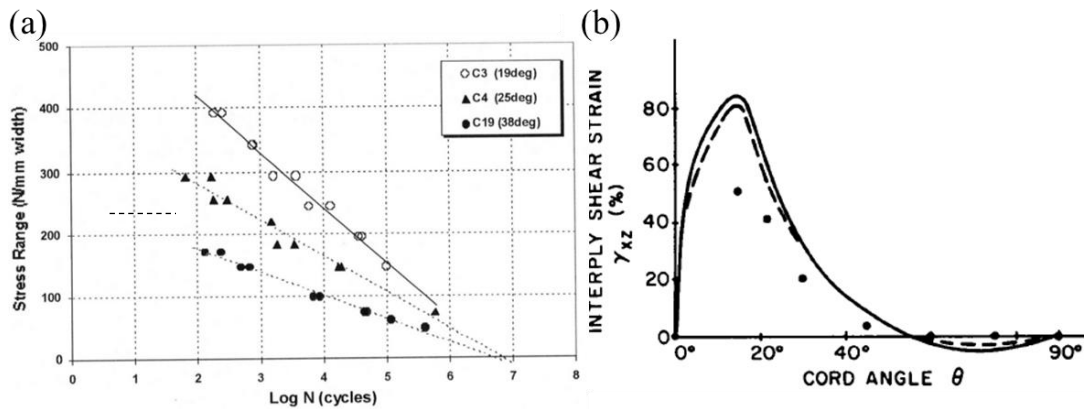 (a)
500
400
300
200
100
0
Stress Range (N/mm width)
C3 (19deg)
C4 (25deg)
C19 (38deg)
0 1 2 3 4 5 6 7 8
Log N (cycles)
(b)
INTERPLY SHEAR STRAIN
γxz (%)
80
60
40
20
0
0° 20° 40° 90°
CORD ANGLE θ